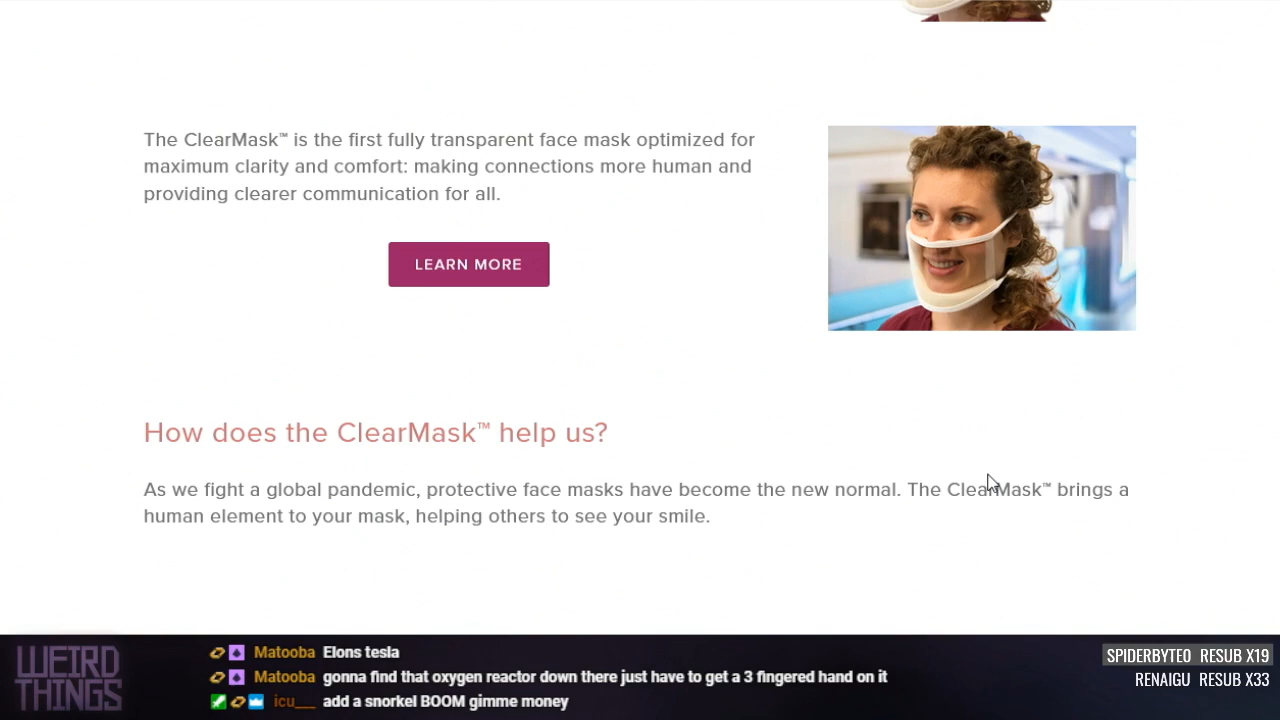 The ClearMask™ is the first fully transparent face mask optimized for
maximum clarity and comfort: making connections more human and
providing clearer communication for all.
LEARN MORE
How does the ClearMask™ help us?
As we fight a global pandemic, protective face masks have become the new normal. The ClearMask™ brings a
human element to your mask, helping others to see your smile.
WEIRD
THINGS
Matooba Elons tesla
Matooba gonna find that oxygen reactor down there just have to get a 3 fingered hand on it
icu___ add a snorkel BOOM gimme money
SPIDERBYTE0 RESUB X19
RENAIGU RESUB X33